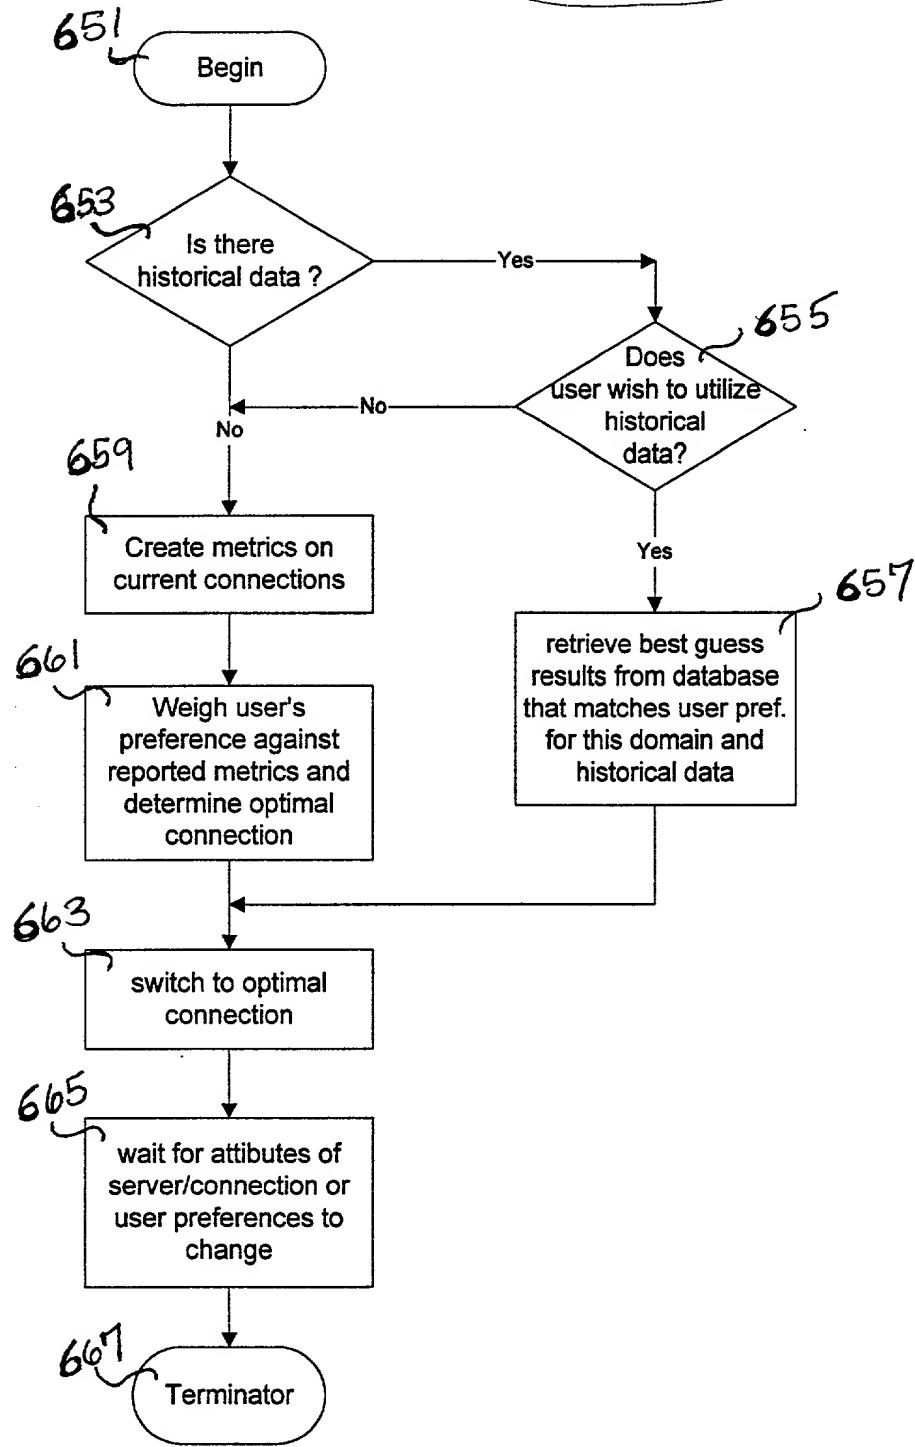 651
Begin
653
Is there
historical data ?
Yes
655
Does
user wish to utilize
historical
data?
No
No
659
Create metrics on
current connections
Yes
657
retrieve best guess
results from database
that matches user pref.
for this domain and
historical data
661
Weigh user's
preference against
reported metrics and
determine optimal
connection
663
switch to optimal
connection
665
wait for attibutes of
server/connection or
user preferences to
change
667
Terminator